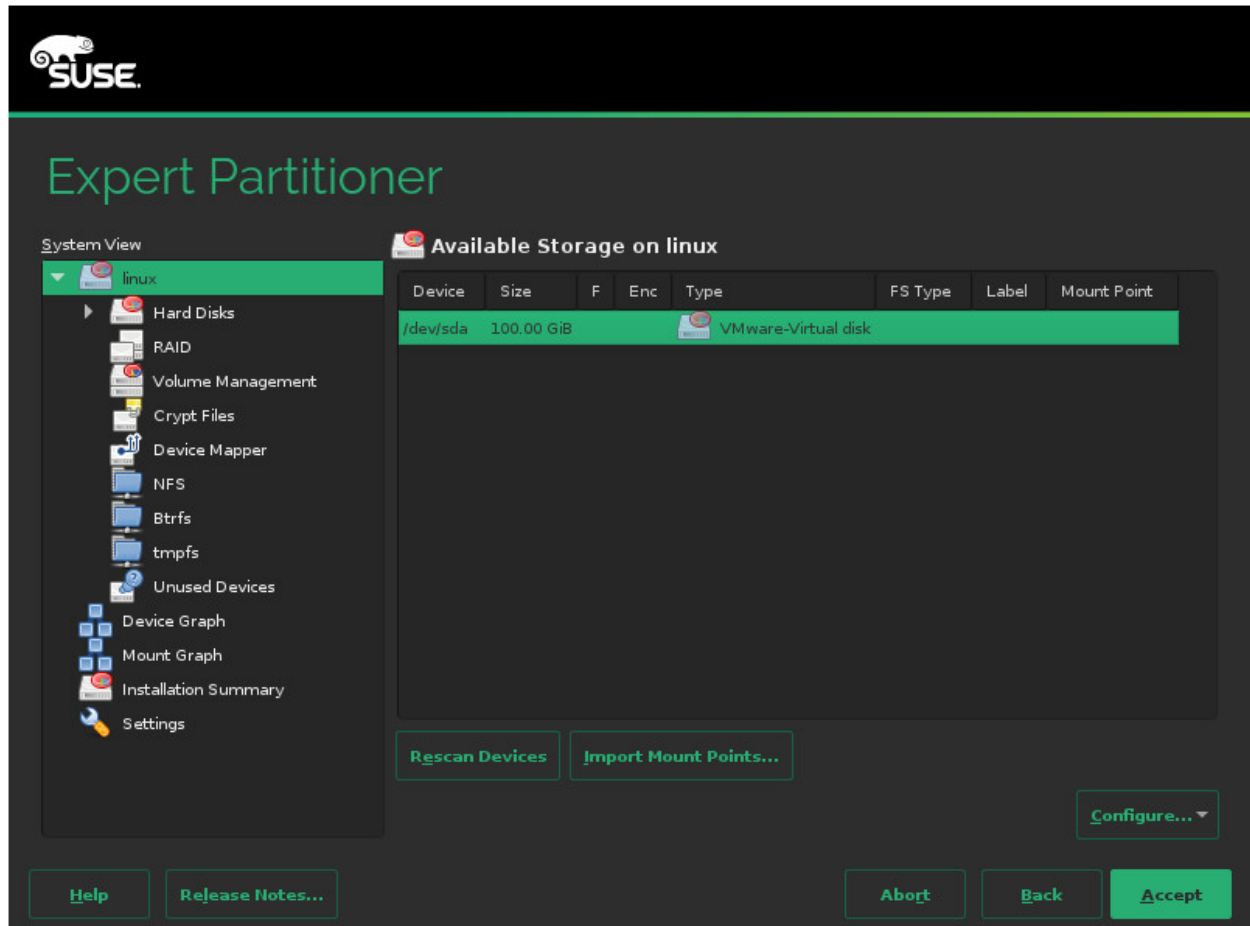 SUSE.
Expert Partitioner
System View
linux
Hard Disks
RAID
Volume Management
Crypt Files
Device Mapper
NFS
Btrfs
tmpfs
Unused Devices
Device Graph
Mount Graph
Installation Summary
Settings
Available Storage on linux
Device Size F Enc Type FS Type Label Mount Point
/dev/sda 100.00 GiB VMware-Virtual disk
Rescan Devices Import Mount Points...
Configure...
Help Release Notes... Abort Back Accept